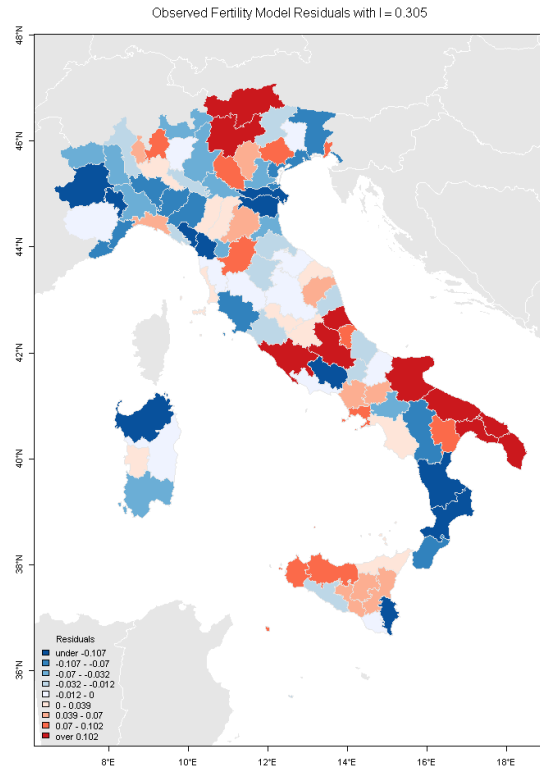 Observed Fertility Model Residuals with I = 0.305
48°N
46°N
44°N
42°N
40°N
38°N
36°N
Residuals
under -0.107
-0.107 - -0.07
-0.07 - -0.032
-0.032 - -0.012
-0.012 - 0
0 - 0.039
0.039 - 0.07
0.07 - 0.102
over 0.102
8°E 10°E 12°E 14°E 16°E 18°E